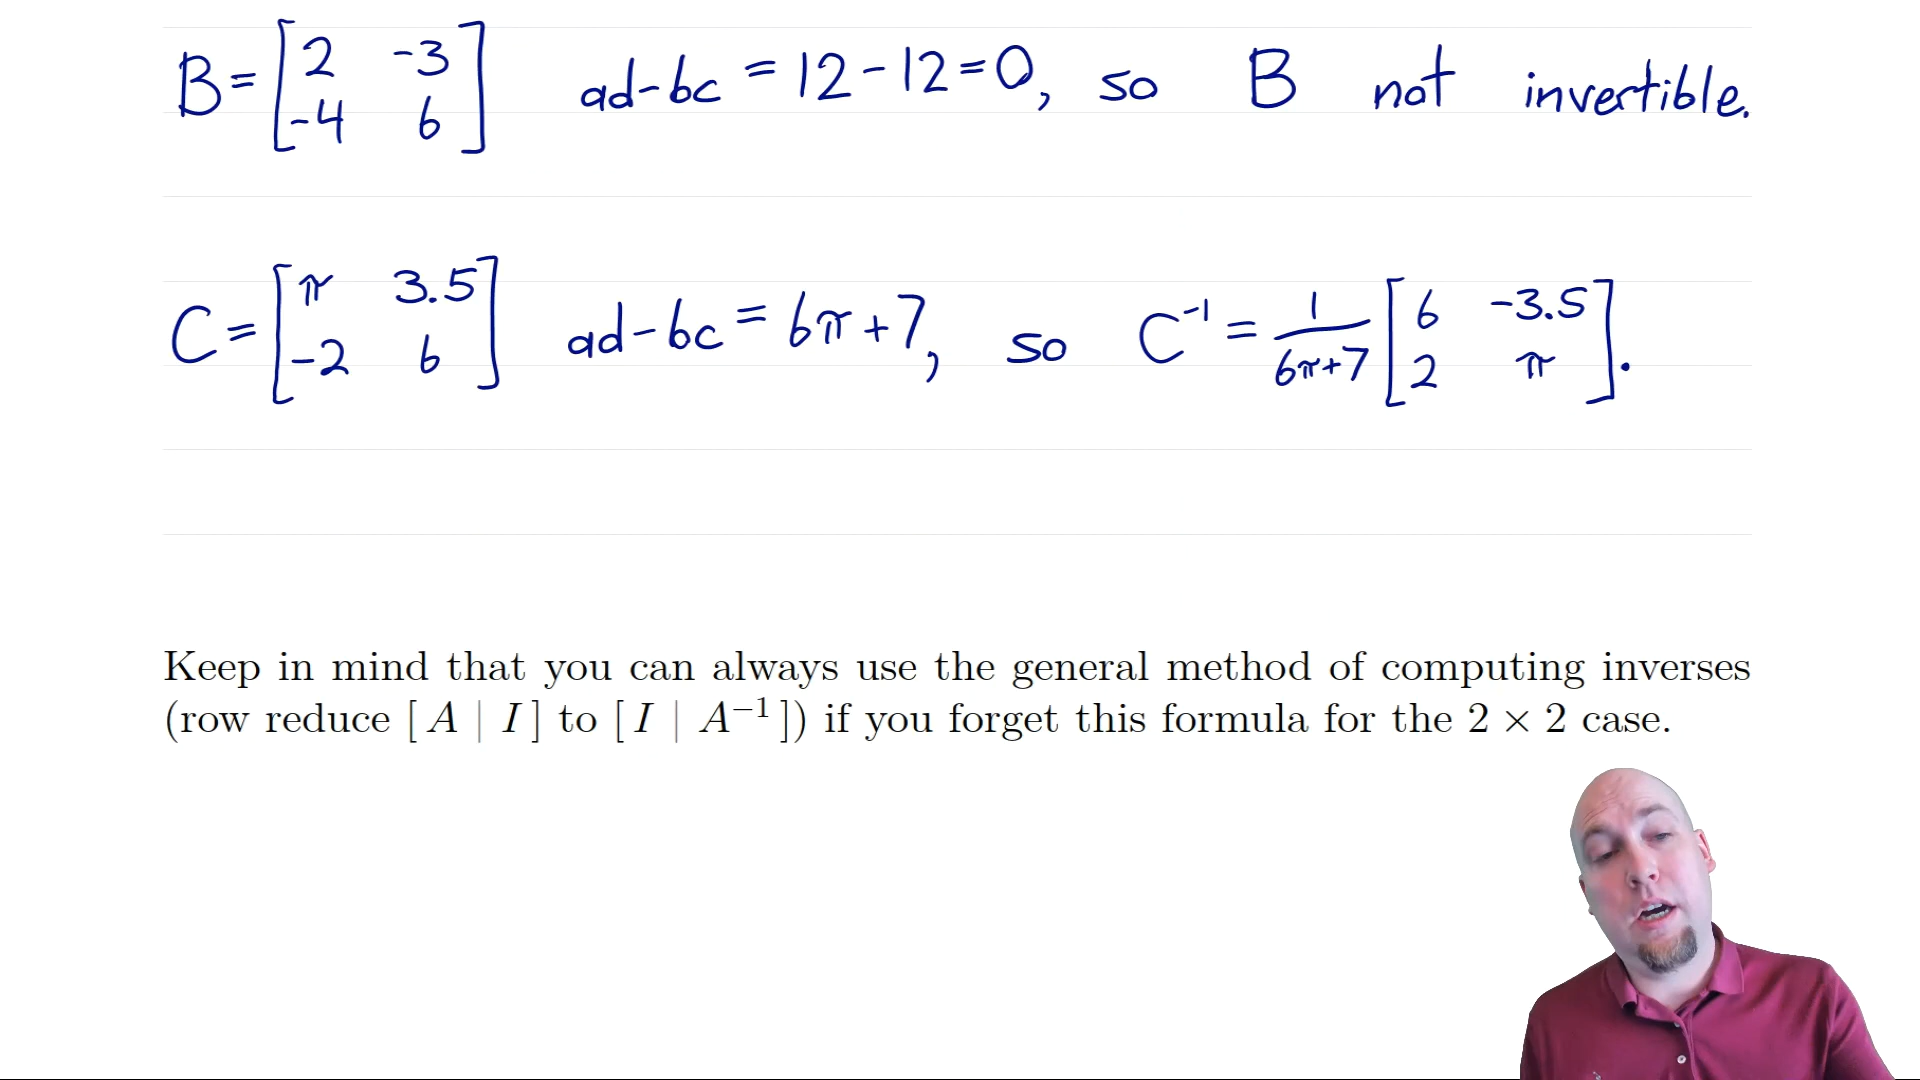 B = [2 -3 -4 6] ad-bc = 12-12=0, so B not invertible.
C = [π 3.5 -2 6] ad-bc = 6π+7, so C⁻¹ = 1/(6π+7) [6 -3.5 2 π].
Keep in mind that you can always use the general method of computing inverses
(row reduce [ A | I ] to [ I | A⁻¹ ]) if you forget this formula for the 2 × 2 case.